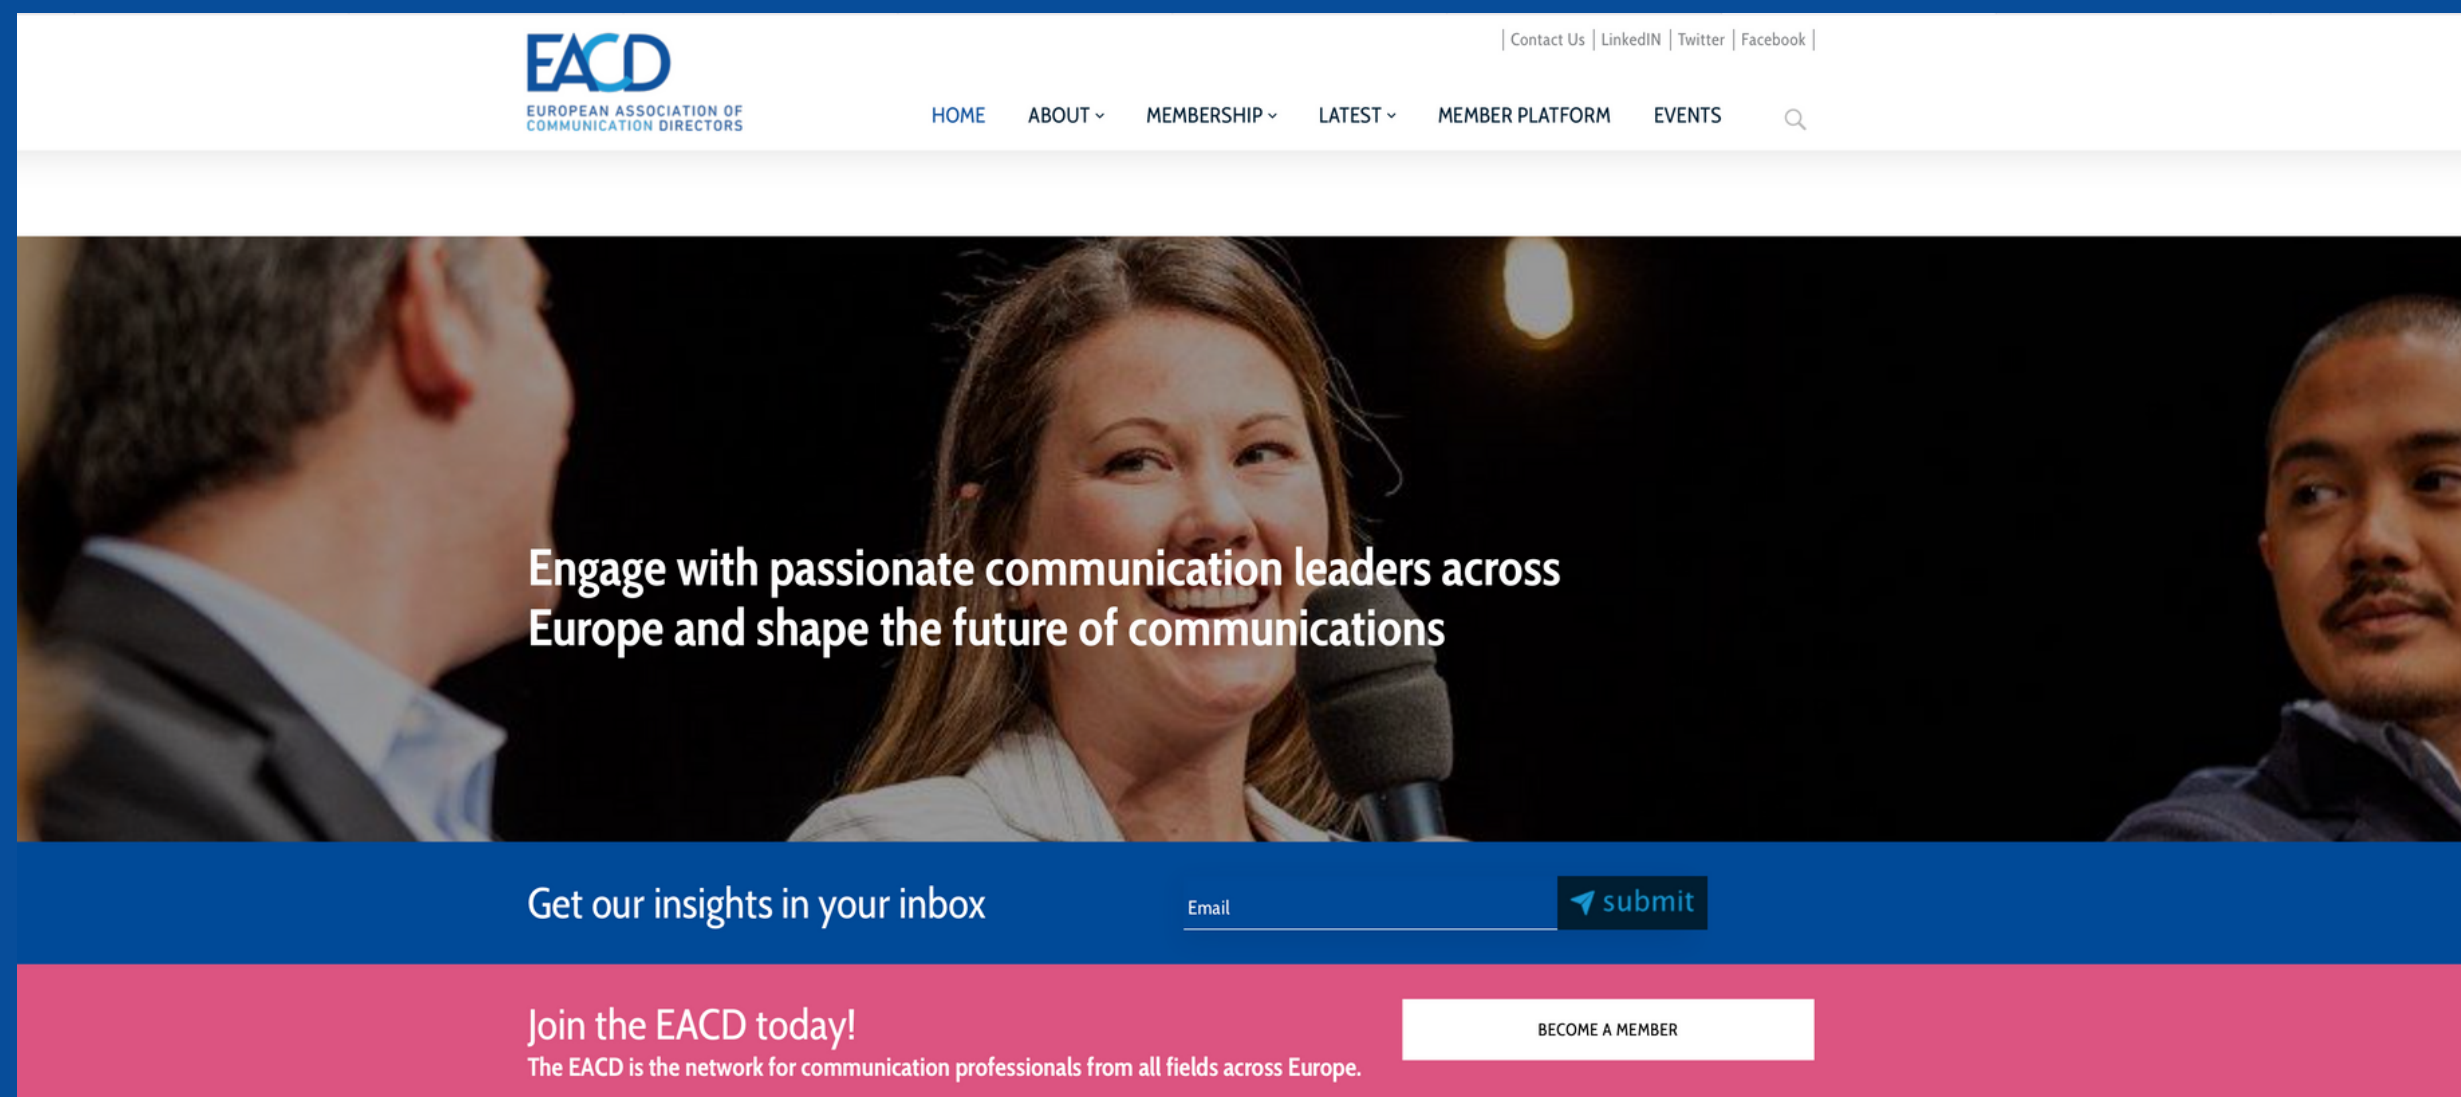 EACD
EUROPEAN ASSOCIATION OF
COMMUNICATION DIRECTORS
| Contact Us | LinkedIN | Twitter | Facebook |
HOME ABOUT MEMBERSHIP LATEST MEMBER PLATFORM EVENTS
Engage with passionate communication leaders across
Europe and shape the future of communications
Get our insights in your inbox
Email
submit
Join the EACD today!
The EACD is the network for communication professionals from all fields across Europe.
BECOME A MEMBER